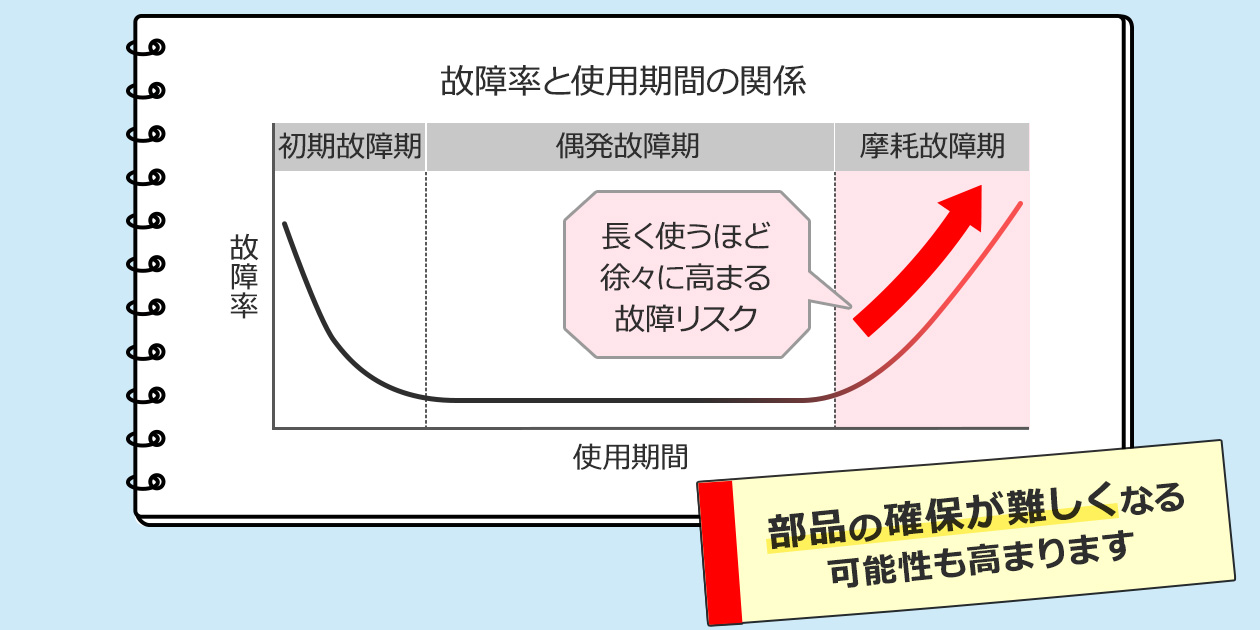 故障率と使用期間の関係
初期故障期
偶発故障期
摩耗故障期
故障率
長く使うほど
徐々に高まる
故障リスク
使用期間
部品の確保が難しくなる
可能性も高まります